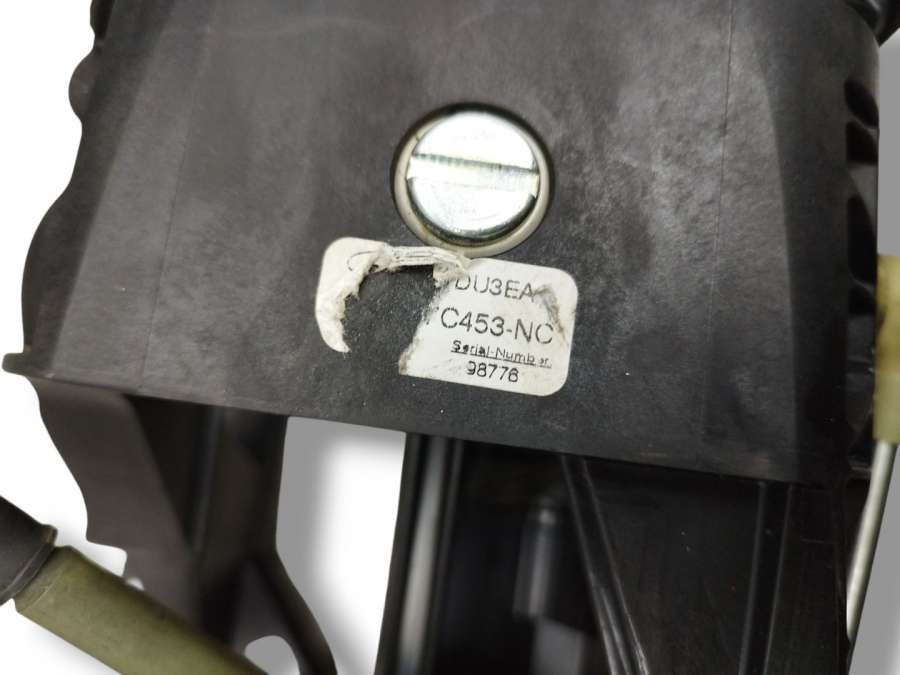 DU3EA
C453-NC
Serial-Number
98776